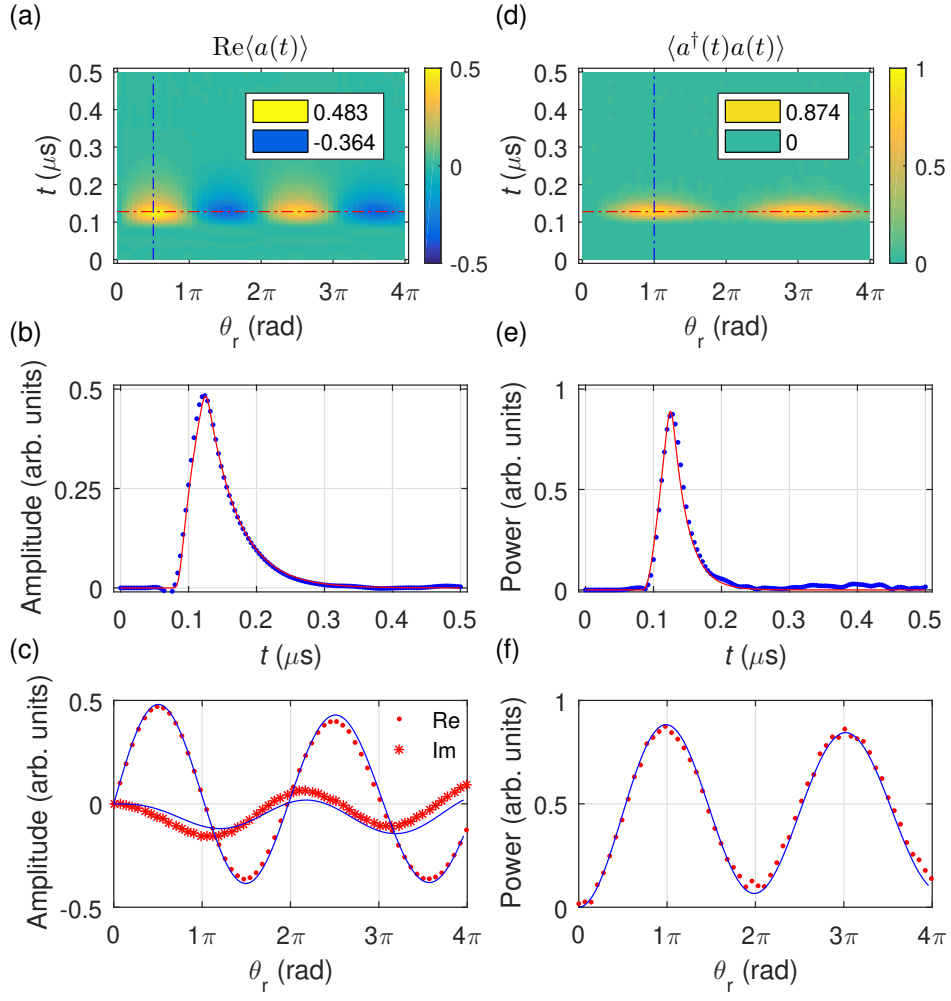 (a)
Re⟨a(t)⟩
0.5
0.4
0.3
0.2
0.1
0
t (μs)
0.483
-0.364
0.5
0
-0.5
0
1π
2π
3π
4π
θr (rad)
(d)
⟨a†(t)a(t)⟩
0.5
0.4
0.3
0.2
0.1
0
t (μs)
0.874
0
1
0.5
0
0
1π
2π
3π
4π
θr (rad)
(b)
Amplitude (arb. units)
0.5
0.25
0
0
0.1
0.2
0.3
0.4
0.5
t (μs)
(e)
Power (arb. units)
1
0.5
0
0
0.1
0.2
0.3
0.4
0.5
t (μs)
(c)
Amplitude (arb. units)
0.5
0
-0.5
Re
Im
0
1π
2π
3π
4π
θr (rad)
(f)
Power (arb. units)
1
0.5
0
0
1π
2π
3π
4π
θr (rad)